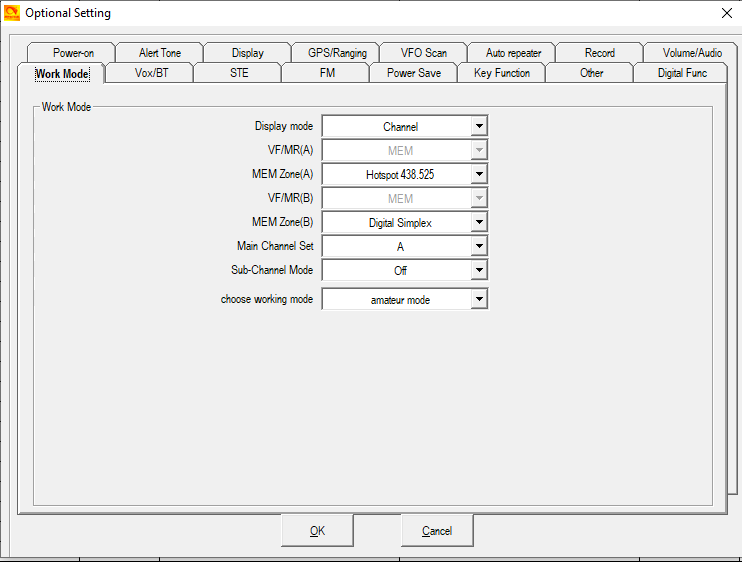 Optional Setting
Power-on Alert Tone Display GPS/Ranging VFO Scan Auto repeater Record Volume/Audio
Work Mode Vox/BT STE FM Power Save Key Function Other Digital Func
Work Mode
Display mode Channel
VF/MR(A) MEM
MEM Zone(A) Hotspot 438.525
VF/MR(B) MEM
MEM Zone(B) Digital Simplex
Main Channel Set A
Sub-Channel Mode Off
choose working mode amateur mode
OK Cancel